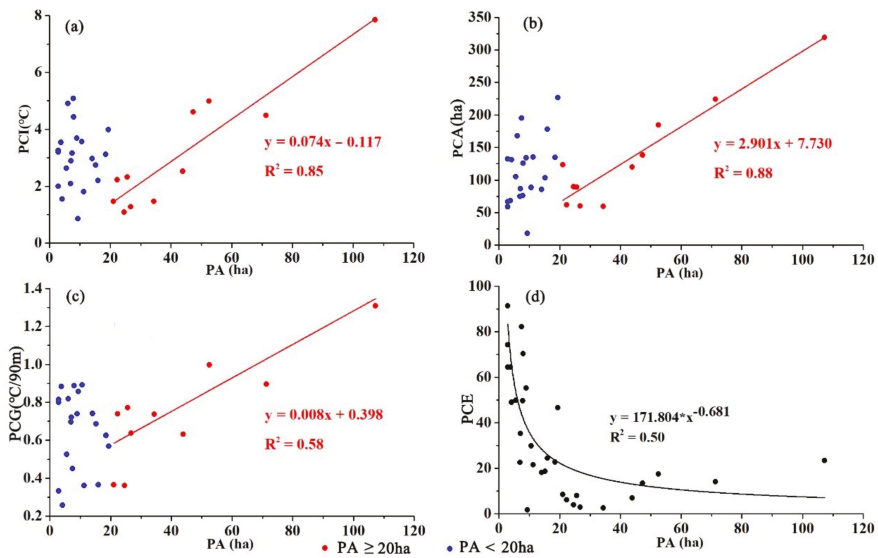 (a)
8
6
4
2
0
PCI(℃)
y = 0.074x − 0.117
R² = 0.85
0 20 40 60 80 100 120
PA (ha)
(b)
350
300
250
200
150
100
50
0
PCA(ha)
y = 2.901x + 7.730
R² = 0.88
0 20 40 60 80 100 120
PA (ha)
(c)
1.4
1.2
1.0
0.8
0.6
0.4
0.2
PCG(℃/90m)
y = 0.008x + 0.398
R² = 0.58
0 20 40 60 80 100 120
PA (ha)
(d)
100
80
60
40
20
0
PCE
y = 171.804*x^-0.681
R² = 0.50
0 20 40 60 80 100 120
PA (ha)
PA ≥ 20ha
PA < 20ha